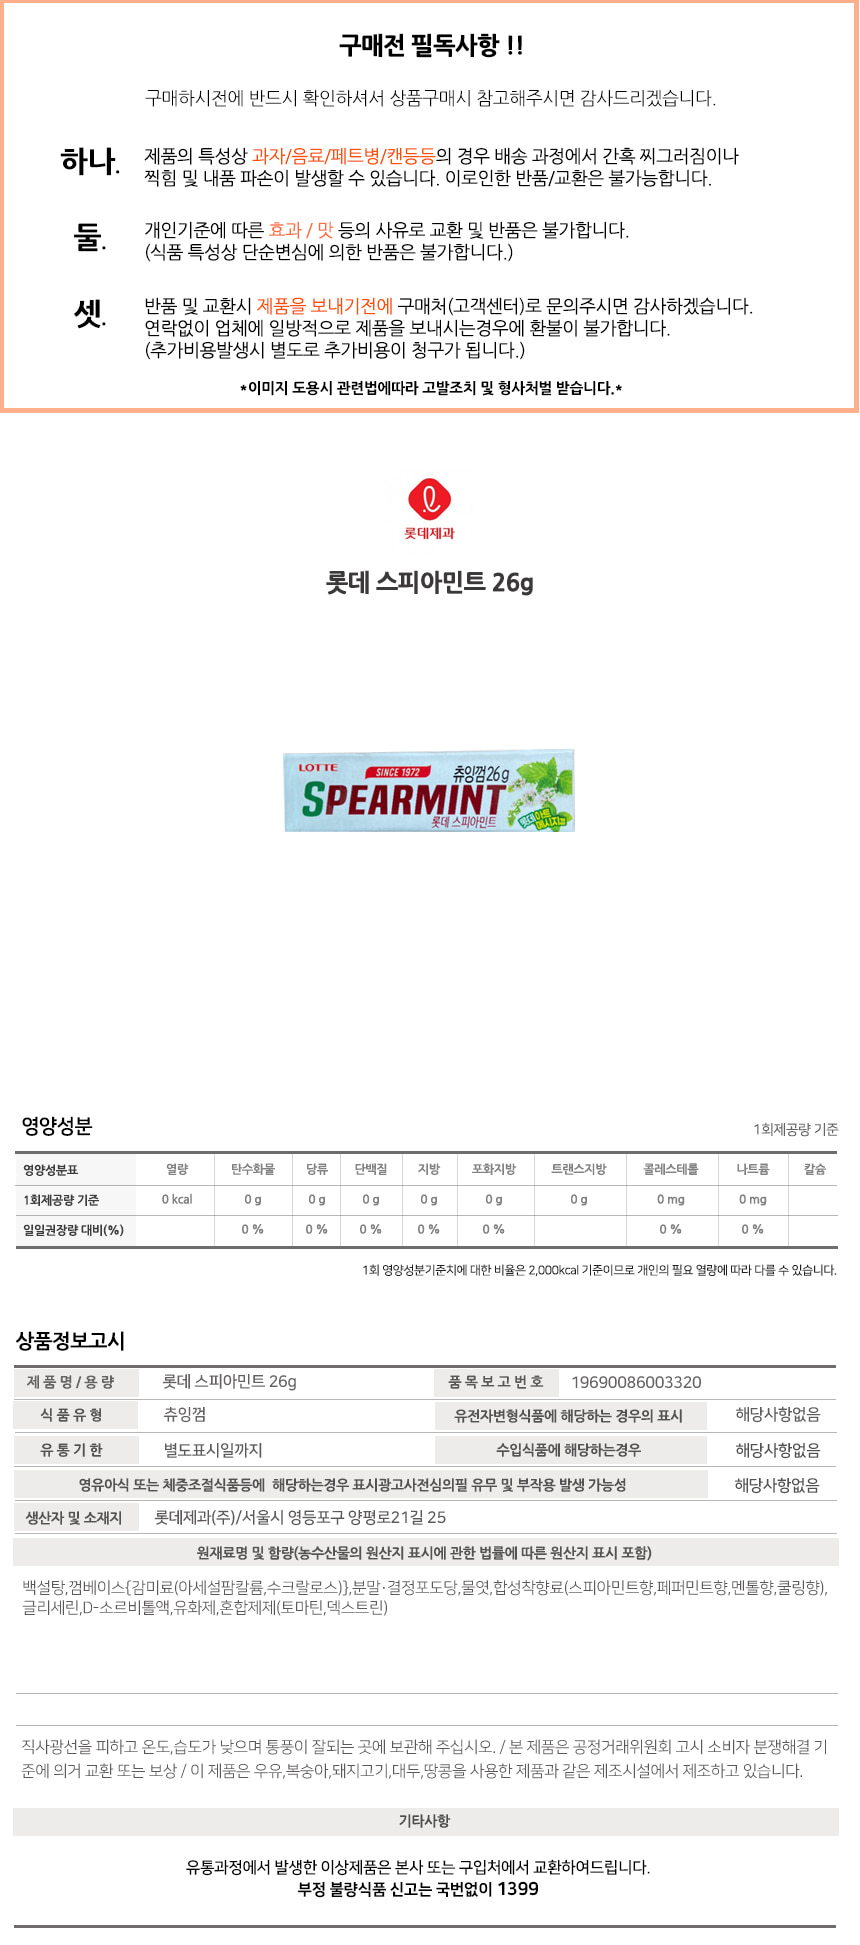 구매전 필독사항 !!
구매하시전에 반드시 확인하셔서 상품구매시 참고해주시면 감사드리겠습니다.
하나. 제품의 특성상 과자/음료/페트병/캔등등의 경우 배송 과정에서 간혹 찌그러짐이나
찍힘 및 내품 파손이 발생할 수 있습니다. 이로인한 반품/교환은 불가능합니다.
둘. 개인기준에 따른 효과 / 맛 등의 사유로 교환 및 반품은 불가합니다.
(식품 특성상 단순변심에 의한 반품은 불가합니다.)
셋. 반품 및 교환시 제품을 보내기전에 구매처(고객센터)로 문의주시면 감사하겠습니다.
연락없이 업체에 일방적으로 제품을 보내시는경우에 환불이 불가합니다.
(추가비용발생시 별도로 추가비용이 청구가 됩니다.)
*이미지 도용시 관련법에따라 고발조치 및 형사처벌 받습니다.*
롯데제과
롯데 스피아민트 26g
LOTTE
SINCE 1972
츄잉껌26g
SPEARMINT
롯데 스피아민트
롯데 아트
메시지껌
영양성분
1회제공량 기준
영양성분표 열량 탄수화물 당류 단백질 지방 포화지방 트랜스지방 콜레스테롤 나트륨 칼슘
1회제공량 기준 0 kcal 0 g 0 g 0 g 0 g 0 g 0 g 0 mg 0 mg
일일권장량 대비(%) 0 % 0 % 0 % 0 % 0 % 0 % 0 %
1회 영양성분기준치에 대한 비율은 2,000kcal 기준이므로 개인의 필요 열량에 따라 다를 수 있습니다.
상품정보고시
제 품 명 / 용 량 롯데 스피아민트 26g 품 목 보 고 번 호 19690086003320
식 품 유 형 츄잉껌 유전자변형식품에 해당하는 경우의 표시 해당사항없음
유 통 기 한 별도표시일까지 수입식품에 해당하는경우 해당사항없음
영유아식 또는 체중조절식품등에 해당하는경우 표시광고사전심의필 유무 및 부작용 발생 가능성 해당사항없음
생산자 및 소재지 롯데제과(주)/서울시 영등포구 양평로21길 25
원재료명 및 함량(농수산물의 원산지 표시에 관한 법률에 따른 원산지 표시 포함)
백설탕,껌베이스{감미료(아세설팜칼륨,수크랄로스)},분말·결정포도당,물엿,합성착향료(스피아민트향,페퍼민트향,멘톨향,쿨링향),
글리세린,D-소르비톨액,유화제,혼합제제(토마틴,덱스트린)
직사광선을 피하고 온도,습도가 낮으며 통풍이 잘되는 곳에 보관해 주십시오. / 본 제품은 공정거래위원회 고시 소비자 분쟁해결 기
준에 의거 교환 또는 보상 / 이 제품은 우유,복숭아,돼지고기,대두,땅콩을 사용한 제품과 같은 제조시설에서 제조하고 있습니다.
기타사항
유통과정에서 발생한 이상제품은 본사 또는 구입처에서 교환하여드립니다.
부정 불량식품 신고는 국번없이 1399